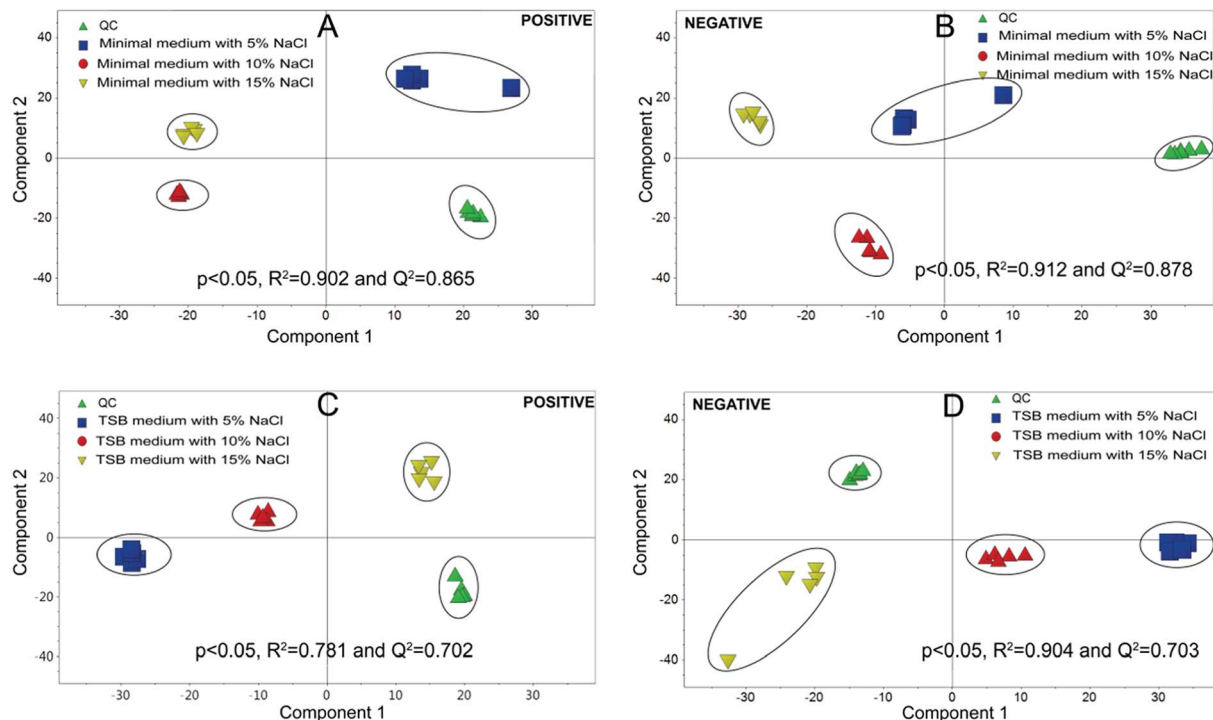 A
POSITIVE
QC
Minimal medium with 5% NaCl
Minimal medium with 10% NaCl
Minimal medium with 15% NaCl
Component 2
40
20
0
-20
-40
p<0.05, R²=0.902 and Q²=0.865
-30 -20 -10 0 10 20 30
Component 1
NEGATIVE
B
QC
Minimal medium with 5% NaCl
Minimal medium with 10% NaCl
Minimal medium with 15% NaCl
Component 2
40
20
0
-20
-40
p<0.05, R²=0.912 and Q²=0.878
-30 -20 -10 0 10 20 30
Component 1
C
POSITIVE
QC
TSB medium with 5% NaCl
TSB medium with 10% NaCl
TSB medium with 15% NaCl
Component 2
40
20
0
-20
-40
p<0.05, R²=0.781 and Q²=0.702
-30 -20 -10 0 10 20 30
Component 1
NEGATIVE
D
QC
TSB medium with 5% NaCl
TSB medium with 10% NaCl
TSB medium with 15% NaCl
Component 2
40
20
0
-20
-40
p<0.05, R²=0.904 and Q²=0.703
-30 -20 -10 0 10 20 30
Component 1